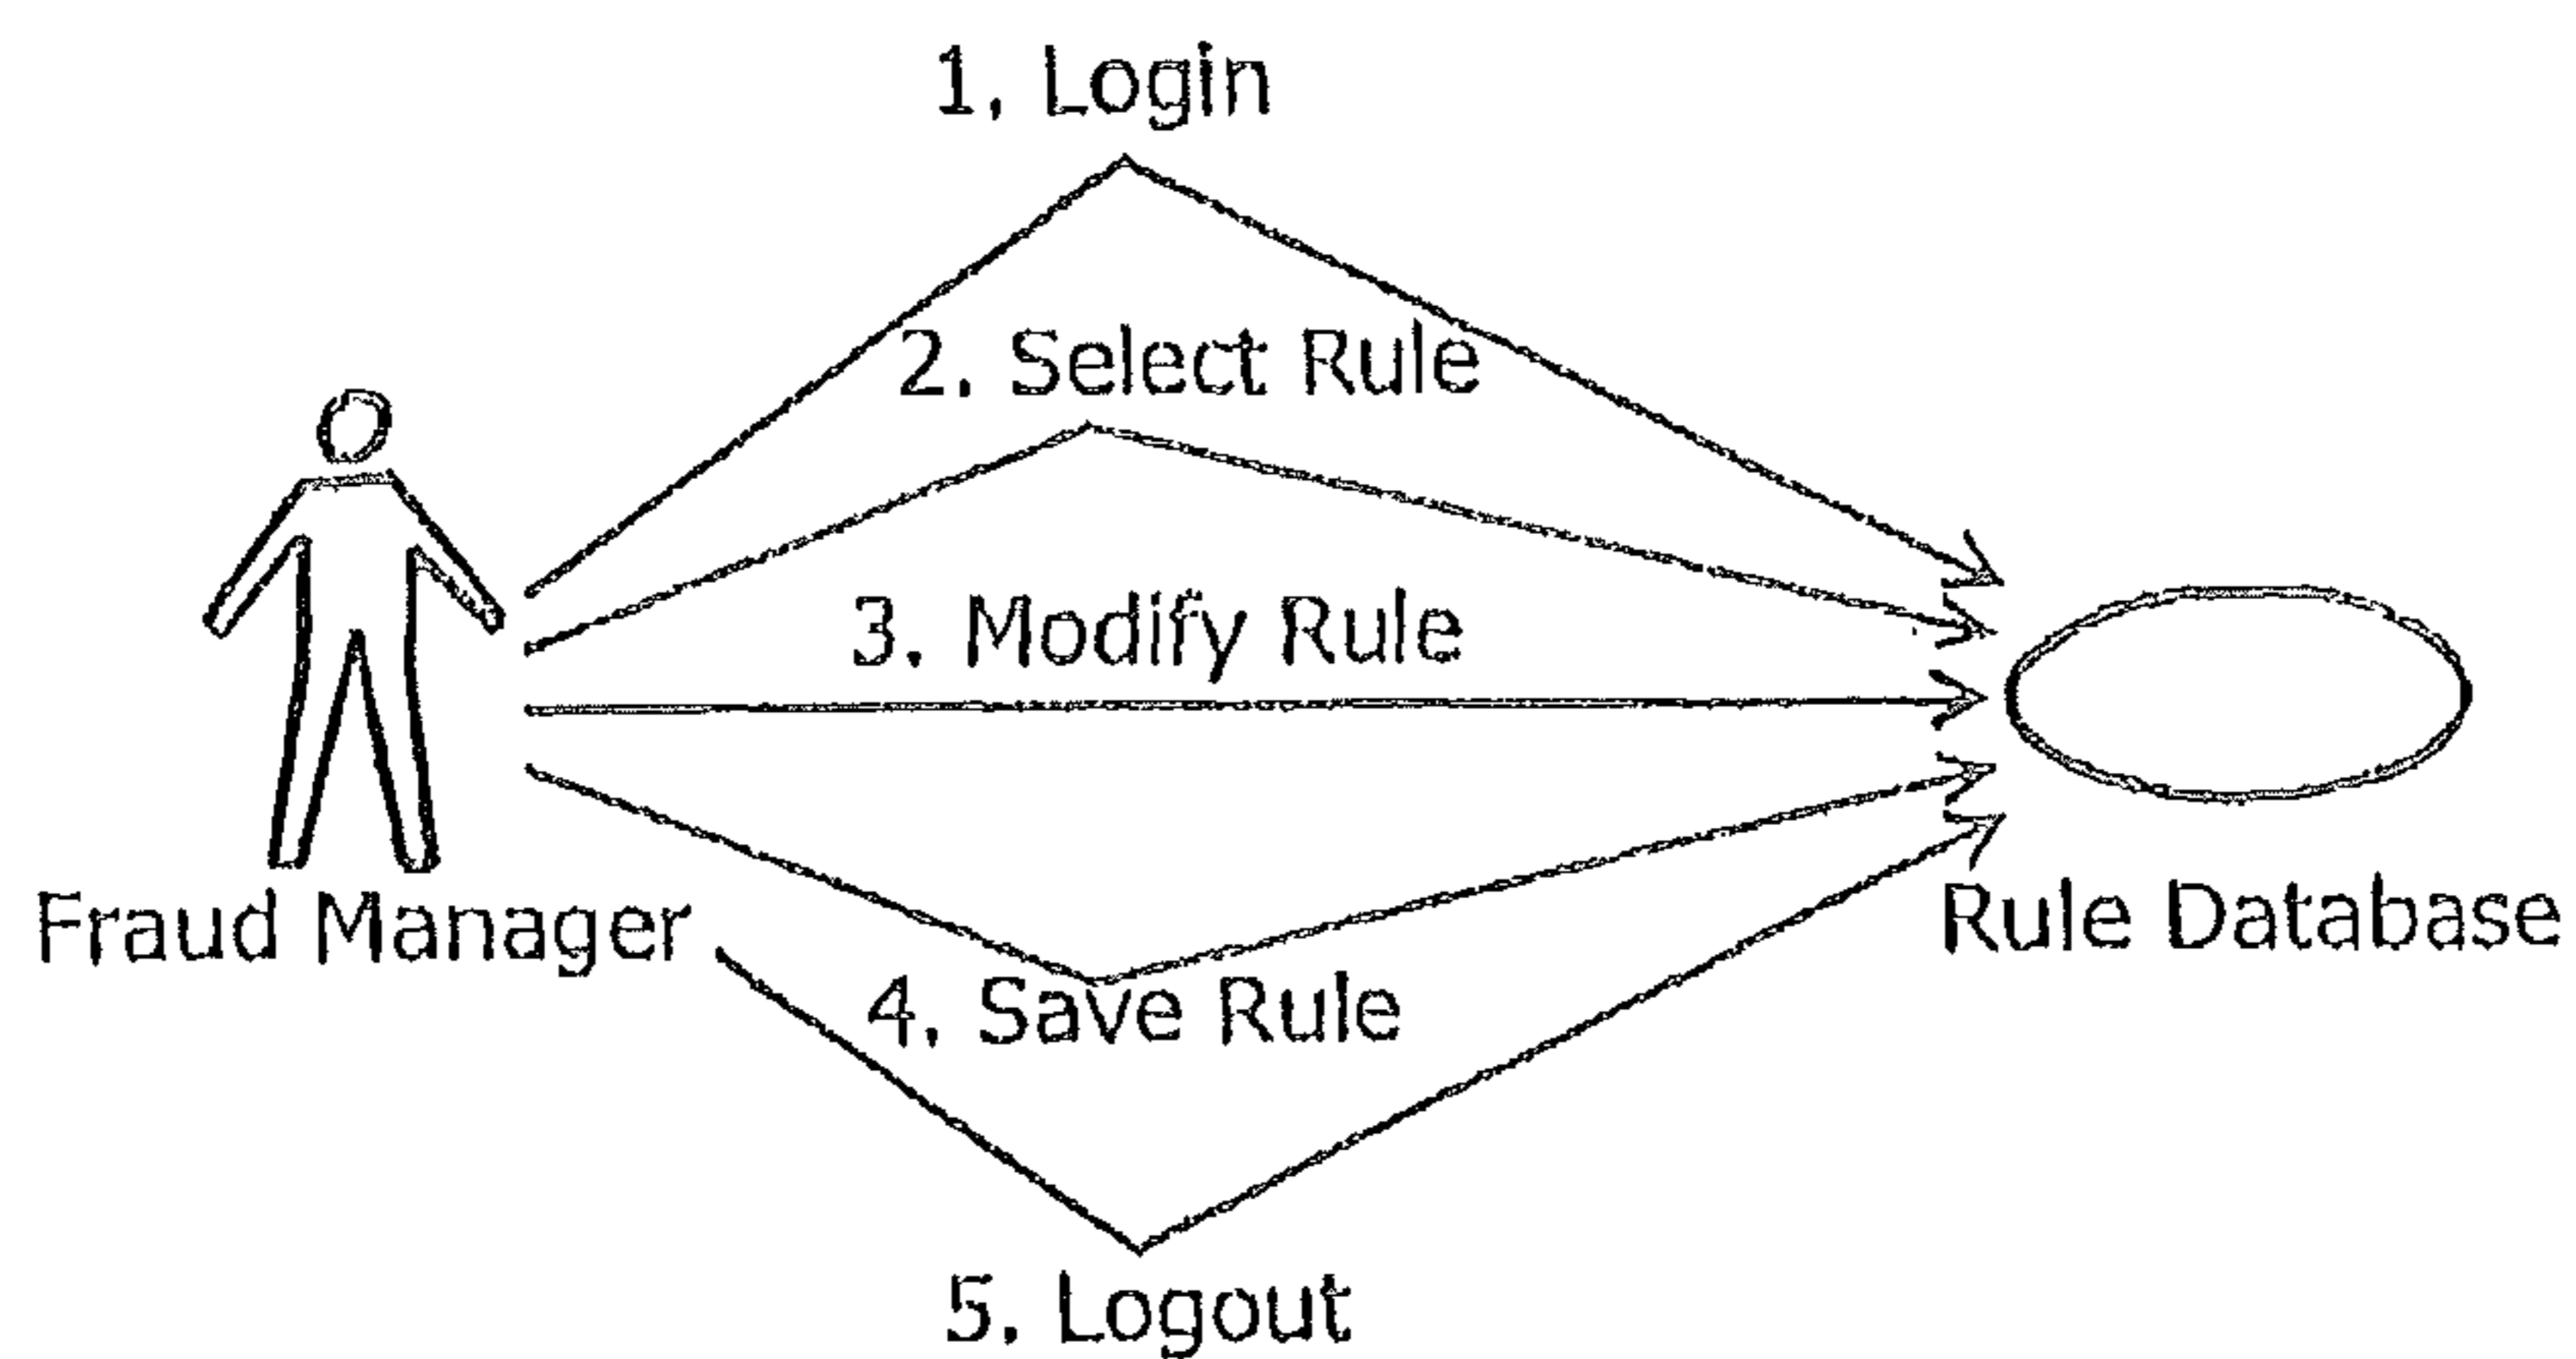 1. Login
2. Select Rule
3. Modify Rule
Fraud Manager
Rule Database
4. Save Rule
5. Logout